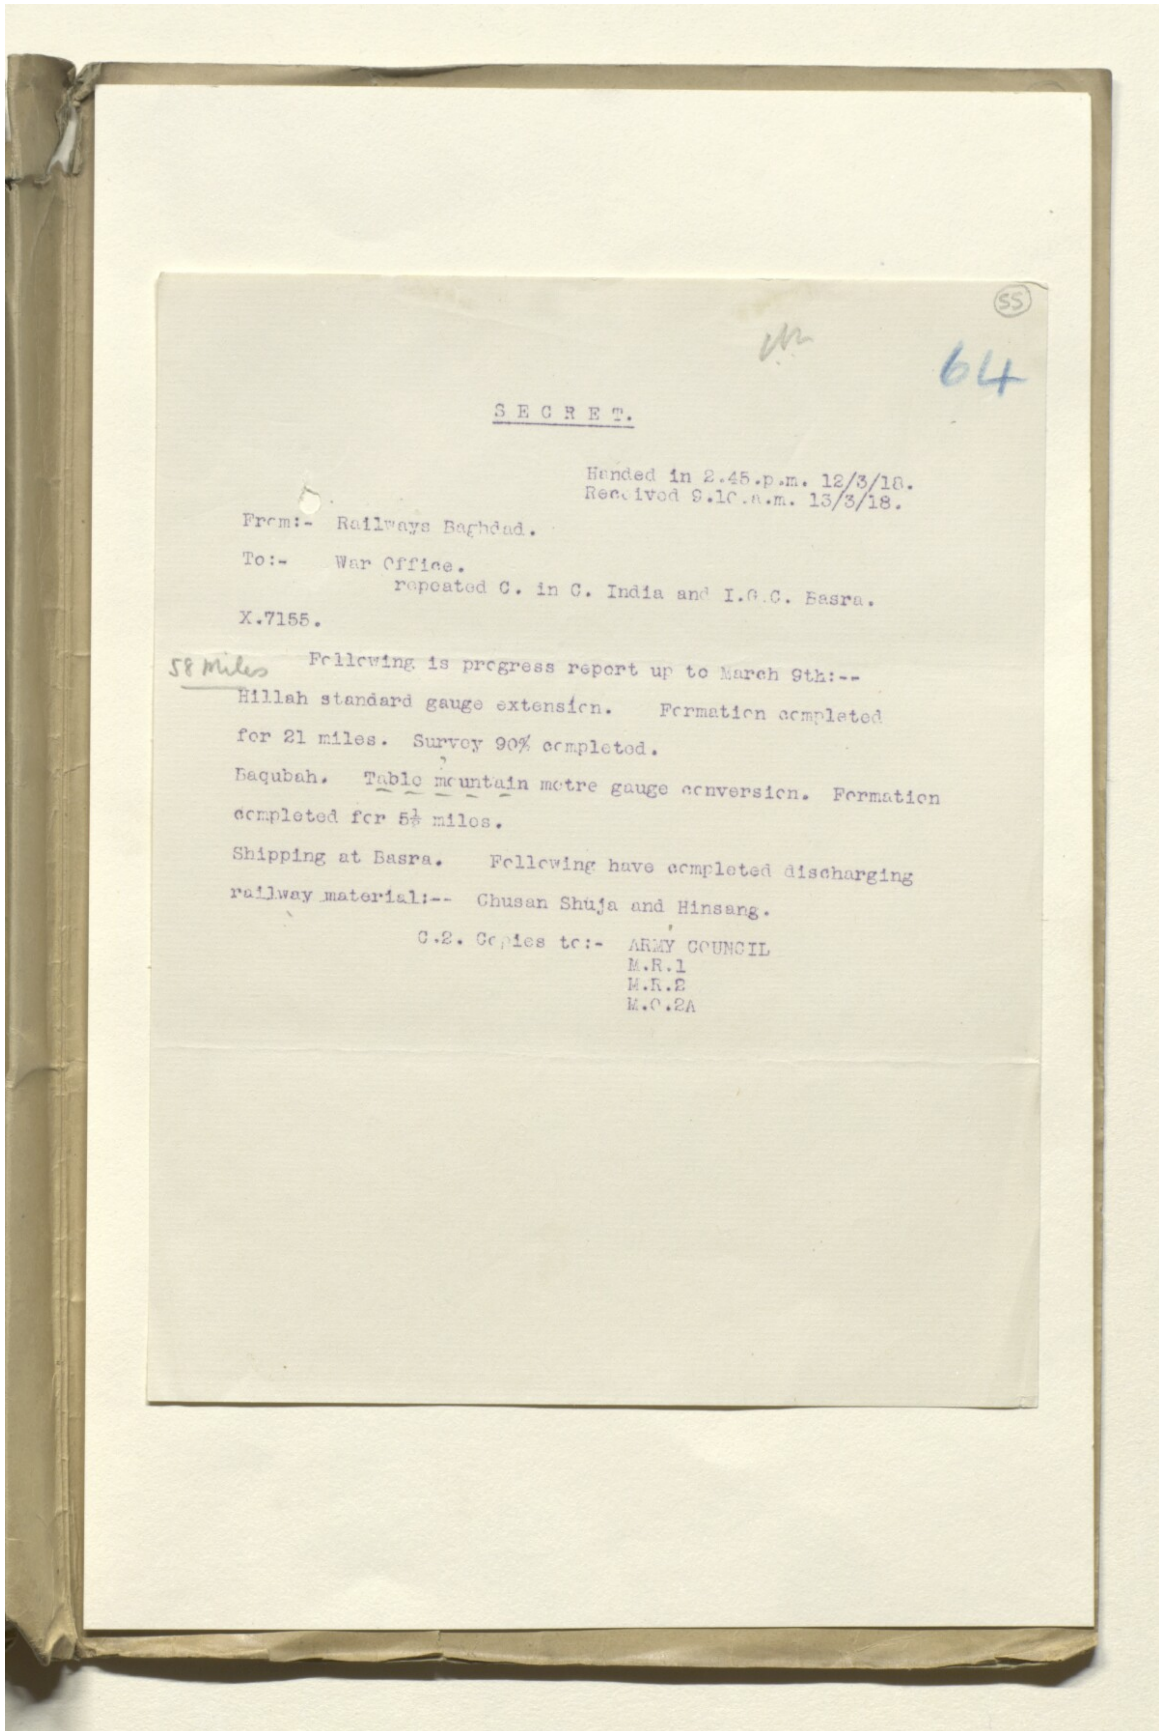 55
64
S E C R E T.
Handed in 2.45.p.m. 12/3/18.
Received 9.10.a.m. 13/3/18.
From:- Railways Baghdad.
To:- War Office.
repeated C. in C. India and I.G.C. Basra.
X.7155.
58 Miles
Following is progress report up to March 9th:--
Hillah standard gauge extension. Formation completed
for 21 miles. Survey 90% completed.
?
Baqubah. Table mountain metre gauge conversion. Formation
completed for 5½ miles.
Shipping at Basra. Following have completed discharging
railway material:-- Chusan Shuja and Hinsang.
C.2. Copies to:- ARMY COUNCIL
M.R.1
M.R.2
M.O.2A